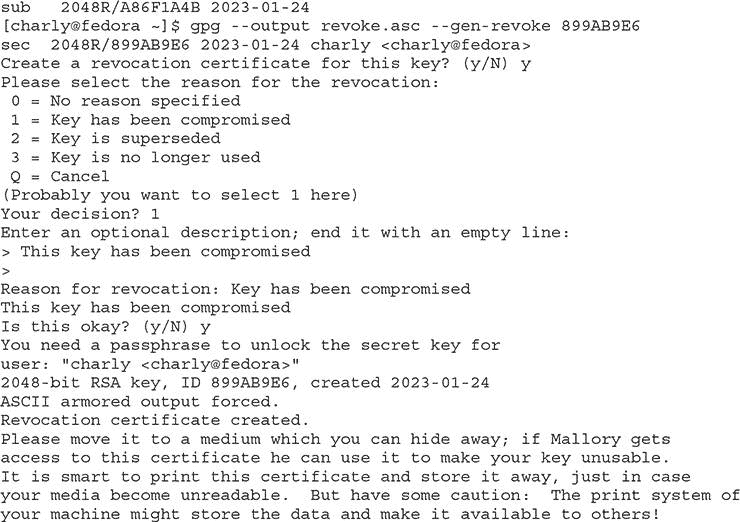 sub   2048R/A86F1A4B 2023-01-24
[charly@fedora ~]$ gpg --output revoke.asc --gen-revoke 899AB9E6
sec  2048R/899AB9E6 2023-01-24 charly <charly@fedora>
Create a revocation certificate for this key? (y/N) y
Please select the reason for the revocation:
 0 = No reason specified
 1 = Key has been compromised
 2 = Key is superseded
 3 = Key is no longer used
 Q = Cancel
(Probably you want to select 1 here)
Your decision? 1
Enter an optional description; end it with an empty line:
> This key has been compromised
>
Reason for revocation: Key has been compromised
This key has been compromised
Is this okay? (y/N) y
You need a passphrase to unlock the secret key for
user: "charly <charly@fedora>"
2048-bit RSA key, ID 899AB9E6, created 2023-01-24
ASCII armored output forced.
Revocation certificate created.
Please move it to a medium which you can hide away; if Mallory gets
access to this certificate he can use it to make your key unusable.
It is smart to print this certificate and store it away, just in case
your media become unreadable.  But have some caution:  The print system of
your machine might store the data and make it available to others!